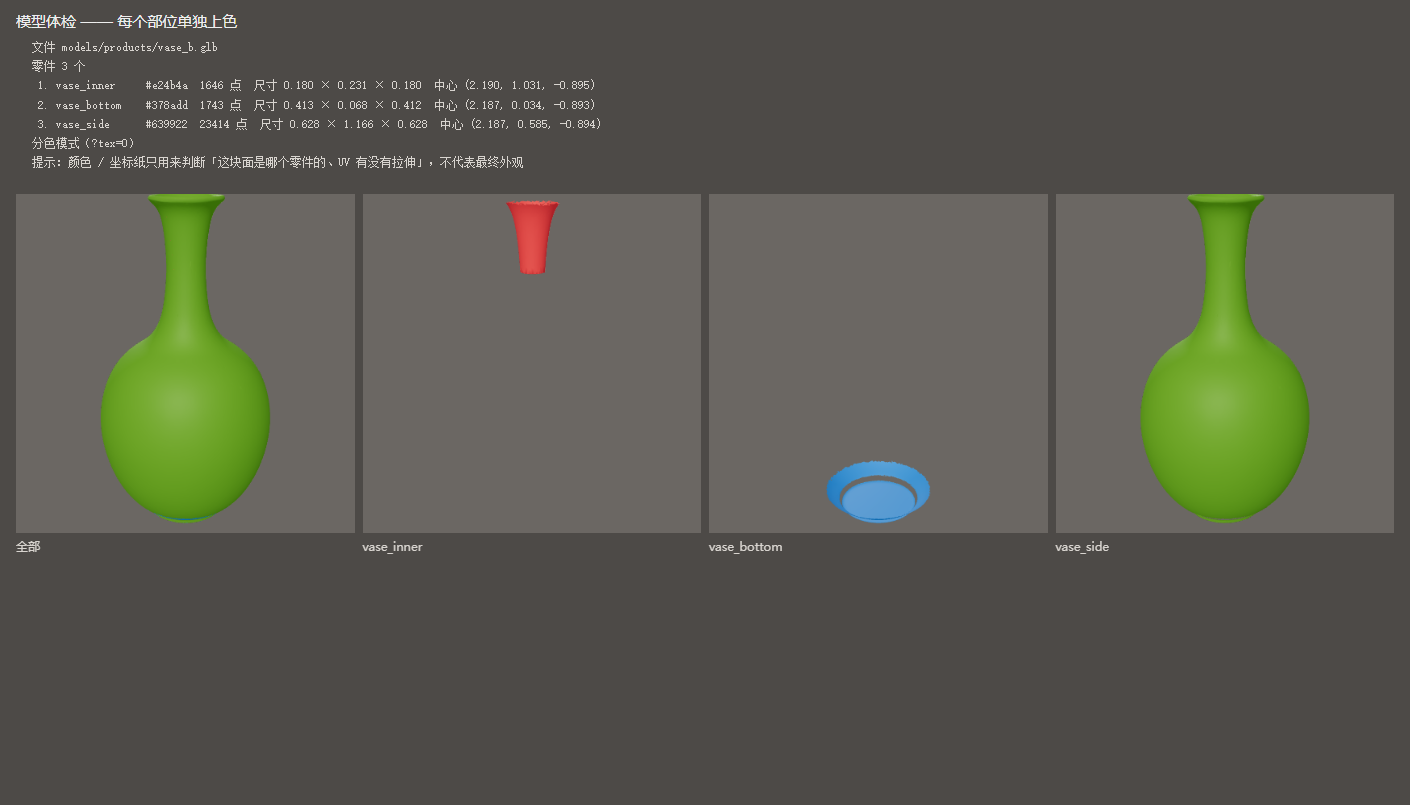 模型体检 —— 每个部位单独上色
文件 models/products/vase_b.glb
零件 3 个
1. vase_inner #e24b4a 1646 点 尺寸 0.180 × 0.231 × 0.180 中心 (2.190, 1.031, -0.895)
2. vase_bottom #378add 1743 点 尺寸 0.413 × 0.068 × 0.412 中心 (2.187, 0.034, -0.893)
3. vase_side #639922 23414 点 尺寸 0.628 × 1.166 × 0.628 中心 (2.187, 0.585, -0.894)
分色模式（?tex=0）
提示: 颜色 / 坐标纸只用来判断「这块面是哪个零件的、UV 有没有拉伸」，不代表最终外观
全部
vase_inner
vase_bottom
vase_side